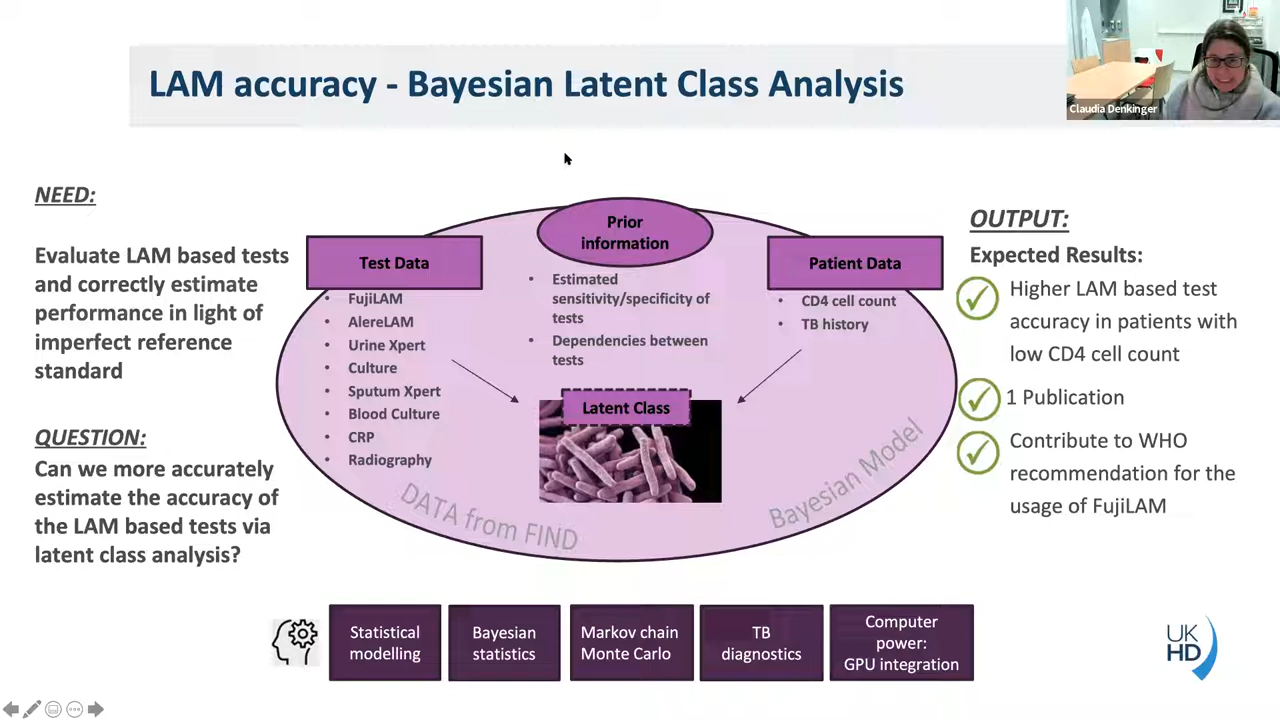 LAM accuracy - Bayesian Latent Class Analysis
Claudia Denkinger
NEED:
Evaluate LAM based tests
and correctly estimate
performance in light of
imperfect reference
standard
QUESTION:
Can we more accurately
estimate the accuracy of
the LAM based tests via
latent class analysis?
Test Data
• FujiLAM
• AlereLAM
• Urine Xpert
• Culture
• Sputum Xpert
• Blood Culture
• CRP
• Radiography
Prior
information
• Estimated
sensitivity/specificity of
tests
• Dependencies between
tests
Patient Data
• CD4 cell count
• TB history
Latent Class
DATA from FIND
Bayesian Model
OUTPUT:
Expected Results:
Higher LAM based test
accuracy in patients with
low CD4 cell count
1 Publication
Contribute to WHO
recommendation for the
usage of FujiLAM
Statistical
modelling
Bayesian
statistics
Markov chain
Monte Carlo
TB
diagnostics
Computer
power:
GPU integration
UK
HD